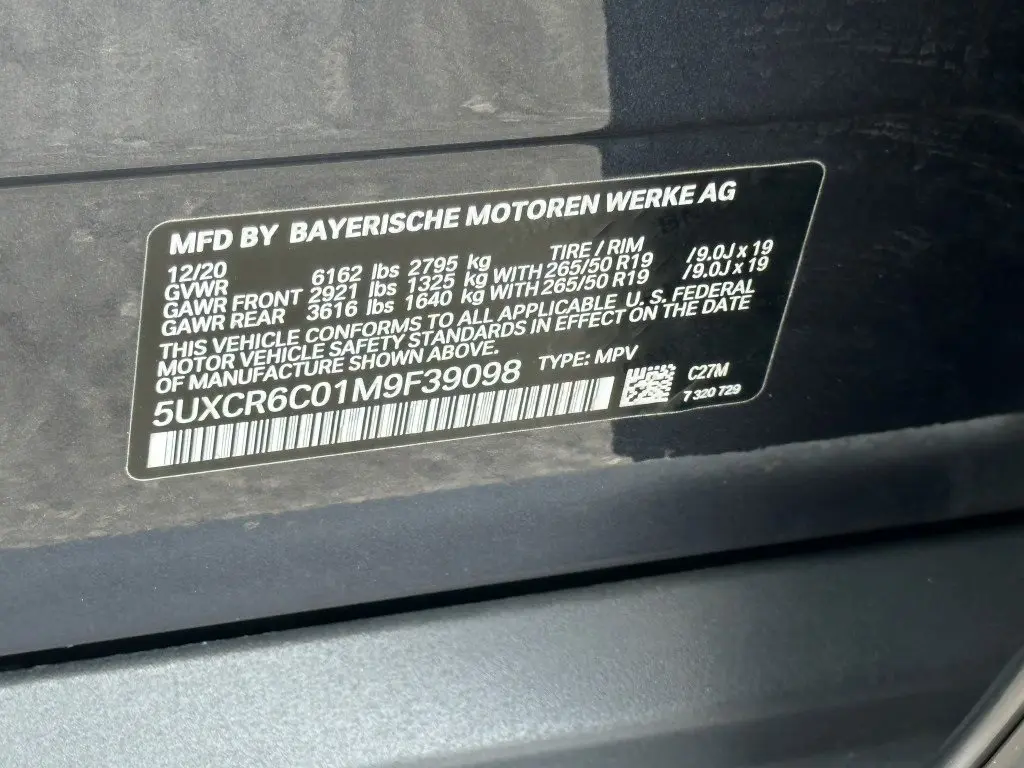 MFD BY BAYERISCHE MOTOREN WERKE AG
12/20 TIRE / RIM
GVWR 6162 lbs 2795 kg
GAWR FRONT 2921 lbs 1325 kg WITH 265/50 R19 /9.0J x 19
GAWR REAR 3616 lbs 1640 kg WITH 265/50 R19 /9.0J x 19
THIS VEHICLE CONFORMS TO ALL APPLICABLE U. S. FEDERAL
MOTOR VEHICLE SAFETY STANDARDS IN EFFECT ON THE DATE
OF MANUFACTURE SHOWN ABOVE.
TYPE: MPV
5UXCR6C01M9F39098
C27M
7 320 729